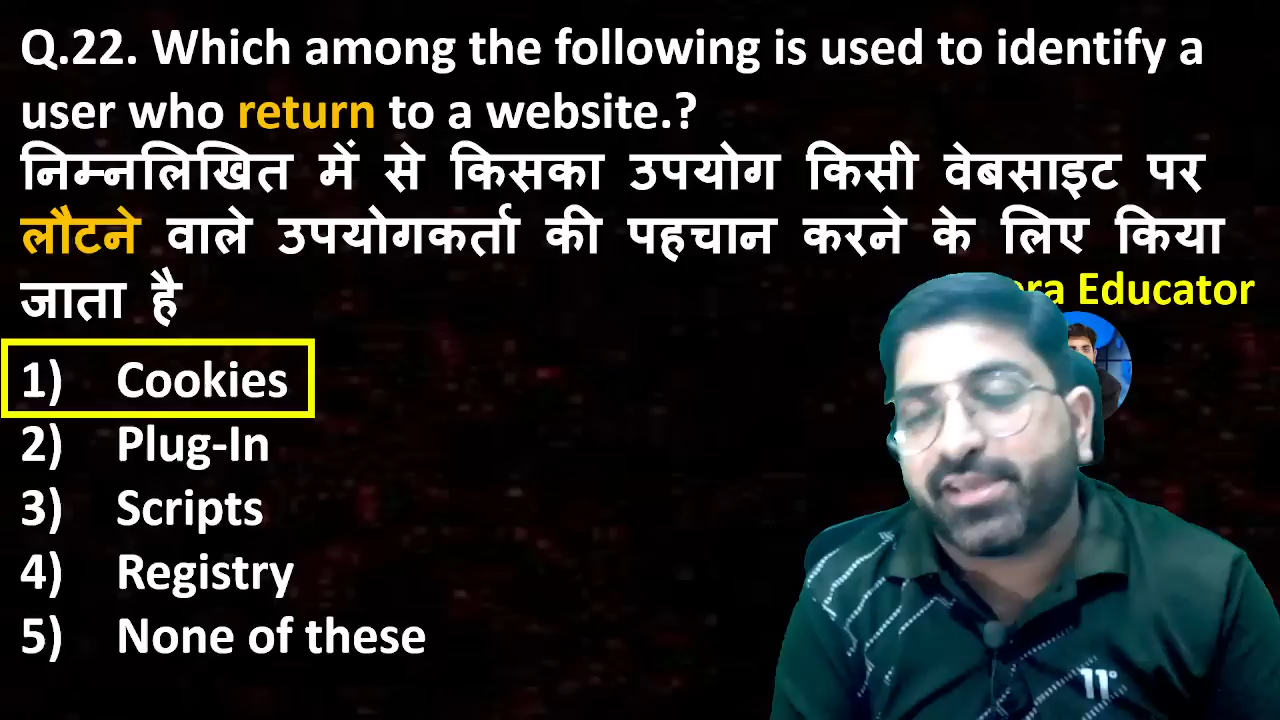 Q.22. Which among the following is used to identify a
user who return to a website.?
निम्नलिखित में से किसका उपयोग किसी वेबसाइट पर
लौटने वाले उपयोगकर्ता की पहचान करने के लिए किया
जाता है
Educator
1) Cookies
2) Plug-In
3) Scripts
4) Registry
5) None of these
11°